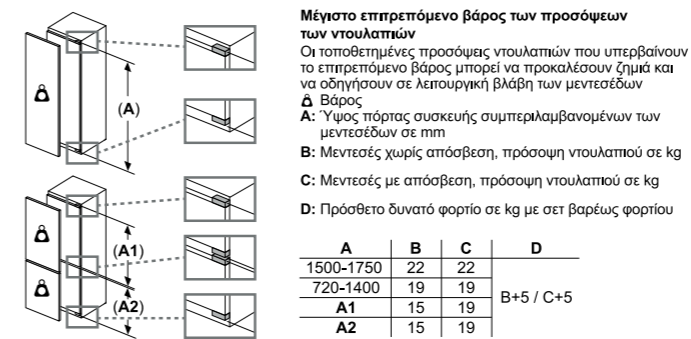 (A)
(A1)
(A2)
Μέγιστο επιτρεπόμενο βάρος των προσόψεων
των ντουλαπιών
Οι τοποθετημένες προσόψεις ντουλαπιών που υπερβαίνουν
το επιτρεπόμενο βάρος μπορεί να προκαλέσουν ζημιά και
να οδηγήσουν σε λειτουργική βλάβη των μεντεσέδων
Βάρος
A: Ύψος πόρτας συσκευής συμπεριλαμβανομένων των
μεντεσέδων σε mm
B: Μεντεσές χωρίς απόσβεση, πρόσοψη ντουλαπιού σε kg
C: Μεντεσές με απόσβεση, πρόσοψη ντουλαπιού σε kg
D: Πρόσθετο δυνατό φορτίο σε kg με σετ βαρέως φορτίου
A B C D
1500-1750 22 22
720-1400 19 19
B+5 / C+5
A1 15 19
A2 15 19